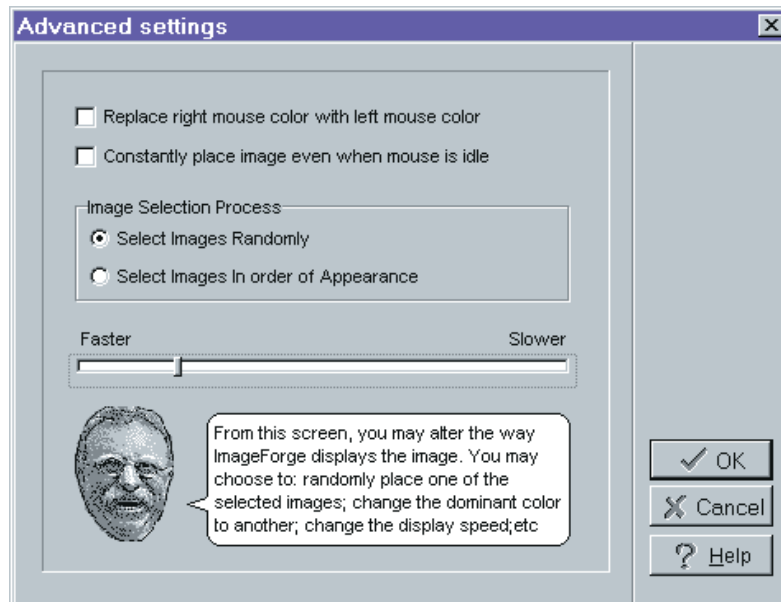 Advanced settings
Replace right mouse color with left mouse color
Constantly place image even when mouse is idle
Image Selection Process
Select Images Randomly
Select Images In order of Appearance
Faster
Slower
From this screen, you may alter the way
ImageForge displays the image. You may
choose to: randomly place one of the
selected images; change the dominant color
to another; change the display speed;etc
OK
Cancel
Help